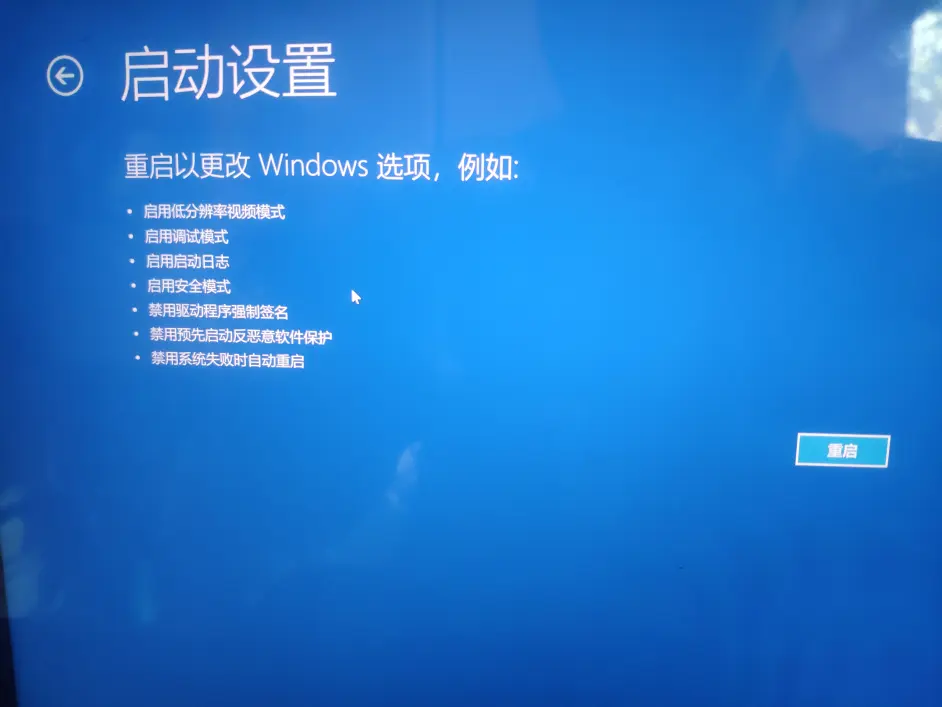 启动设置
重启以更改 Windows 选项，例如:
• 启用低分辨率视频模式
• 启用调试模式
• 启用启动日志
• 启用安全模式
• 禁用驱动程序强制签名
• 禁用预先启动反恶意软件保护
• 禁用系统失败时自动重启
重启